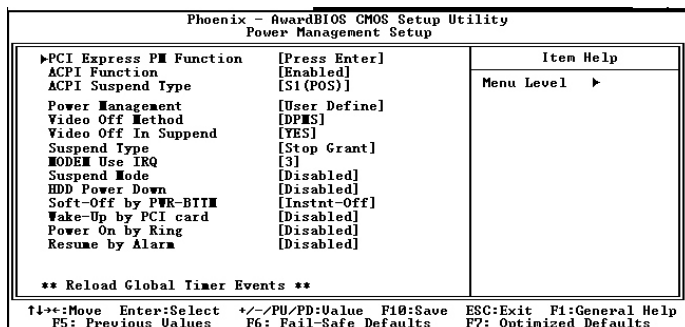 Phoenix - AwardBIOS CMOS Setup Utility
Power Management Setup
▶PCI Express PM Function [Press Enter]
ACPI Function [Enabled]
ACPI Suspend Type [S1(POS)]
Power Management [User Define]
Video Off Method [DPMS]
Video Off In Suppend [YES]
Suspend Type [Stop Grant]
MODEM Use IRQ [3]
Suspend Mode [Disabled]
HDD Power Down [Disabled]
Soft-Off by PWR-BTTM [Instnt-Off]
Wake-Up by PCI card [Disabled]
Power On by Ring [Disabled]
Resume by Alarm [Disabled]
** Reload Global Timer Events **
Item Help
Menu Level ▶
↑↓→←:Move Enter:Select +/-/PU/PD:Value F10:Save ESC:Exit F1:General Help
F5: Previous Values F6: Fail-Safe Defaults F7: Optimized Defaults